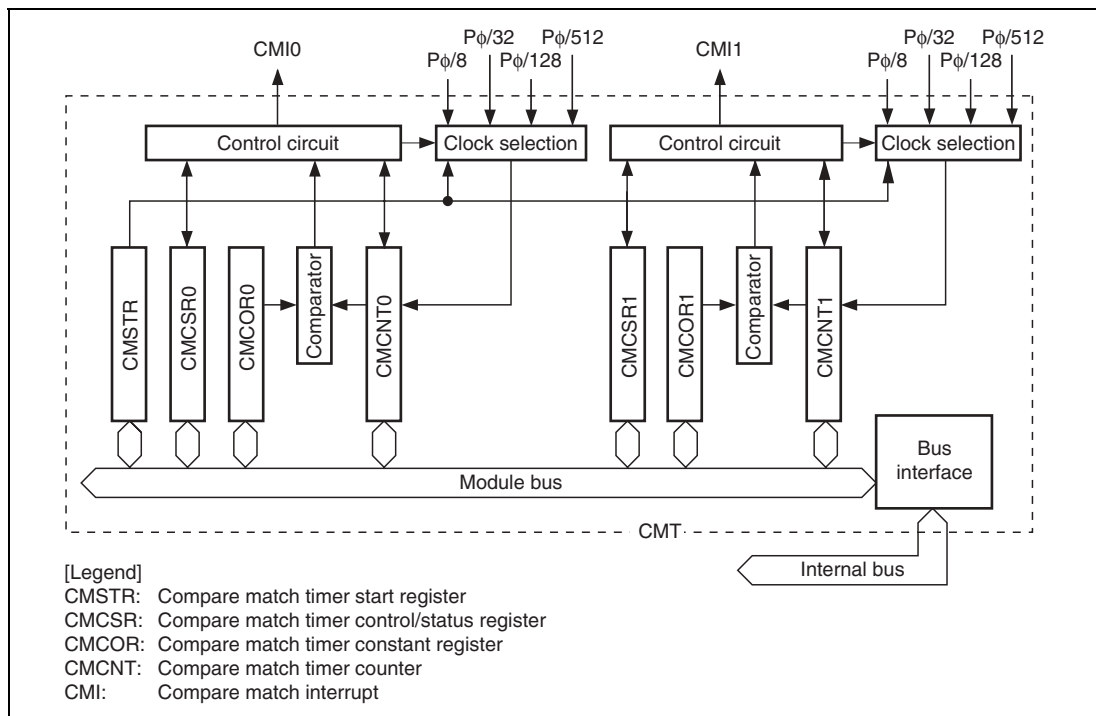 CMI0
Pφ/8
Pφ/32
Pφ/128
Pφ/512
CMI1
Pφ/8
Pφ/32
Pφ/128
Pφ/512
Control circuit
Clock selection
Control circuit
Clock selection
CMSTR
CMCSR0
CMCOR0
Comparator
CMCNT0
CMCSR1
CMCOR1
Comparator
CMCNT1
Module bus
Bus
interface
CMT
Internal bus
[Legend]
CMSTR: Compare match timer start register
CMCSR: Compare match timer control/status register
CMCOR: Compare match timer constant register
CMCNT: Compare match timer counter
CMI: Compare match interrupt